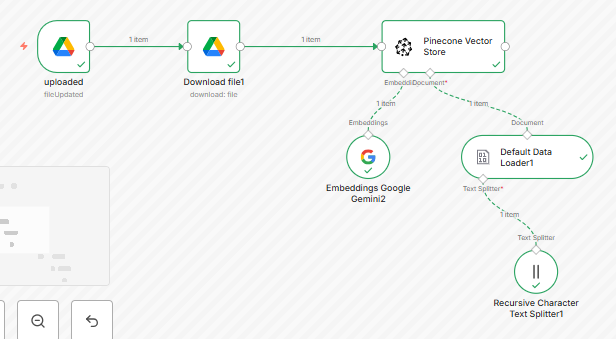 1 item
1 item
uploaded
fileUpdated
Download file1
download: file
Pinecone Vector
Store
Document*
1 item
1 item
Embeddings
Document
Embeddings Google
Gemini2
Default Data
Loader1
Text Splitter*
1 item
Text Splitter
Recursive Character
Text Splitter1